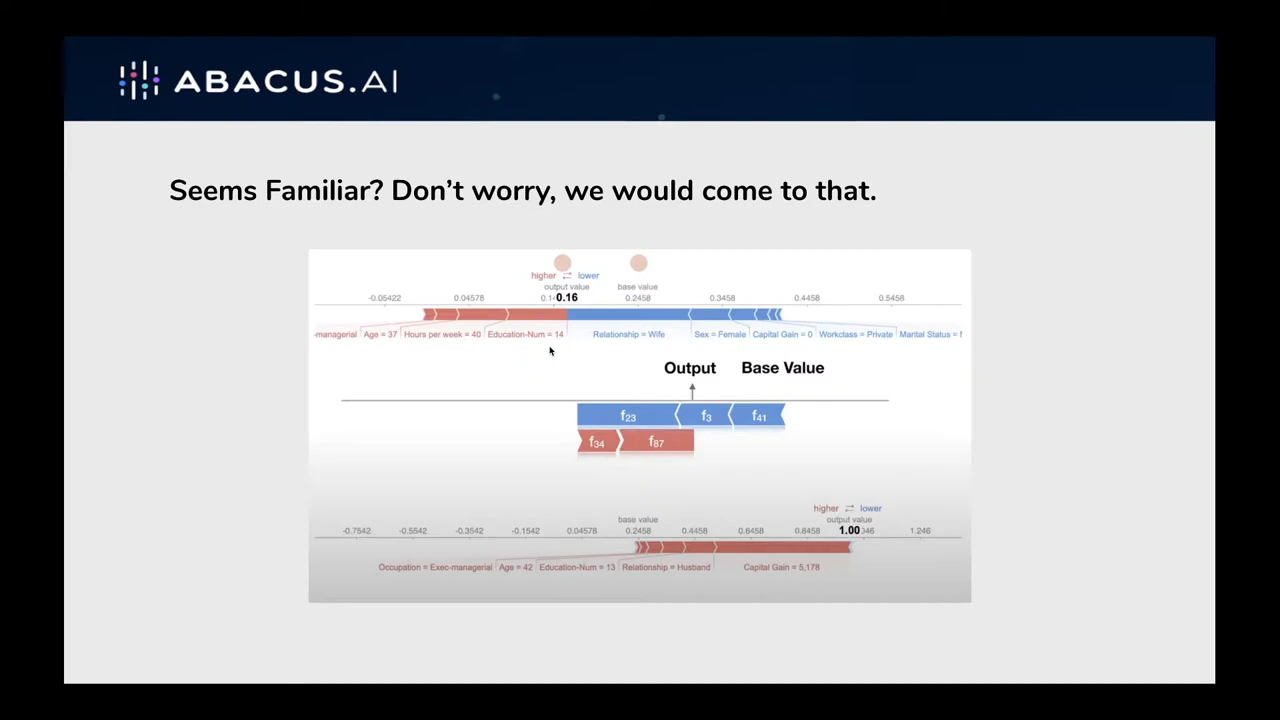 ABACUS.AI
Seems Familiar? Don't worry, we would come to that.
higher ⇄ lower
output value base value
-0.05422 0.04578 0.16 0.2458 0.3458 0.4458 0.5458
-managerial Age = 37 Hours per week = 40 Education-Num = 14 Relationship = Wife Sex = Female Capital Gain = 0 Workclass = Private Marital Status =
Output Base Value
f23 f3 f41
f34 f87
higher ⇄ lower
base value output value
-0.7542 -0.5542 -0.3542 -0.1542 0.04578 0.2458 0.4458 0.6458 0.8458 1.00 1.246
Occupation = Exec-managerial Age = 42 Education-Num = 13 Relationship = Husband Capital Gain = 5,178